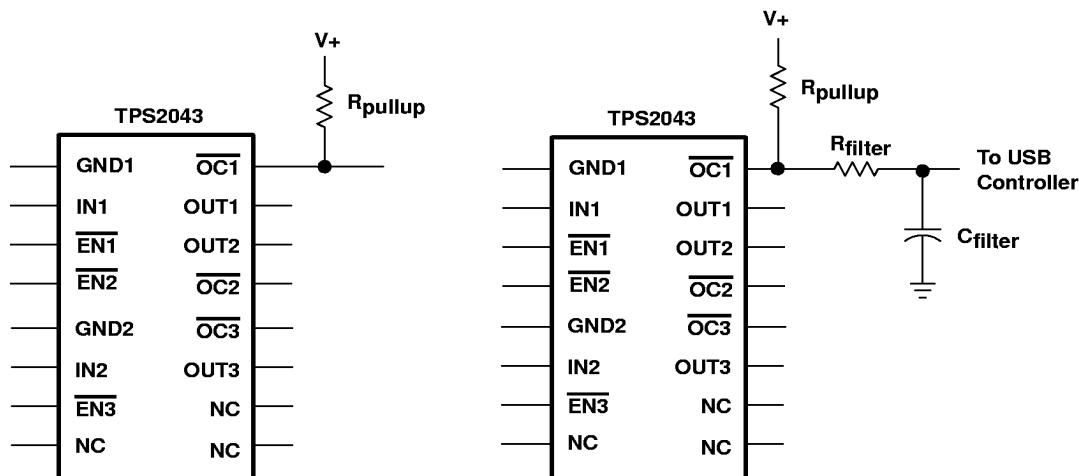 V+
Rpullup
TPS2043
GND1 OC1
IN1 OUT1
EN1 OUT2
EN2 OC2
GND2 OC3
IN2 OUT3
EN3 NC
NC NC
V+
Rpullup
TPS2043
Rfilter
GND1 OC1
To USB
Controller
IN1 OUT1
EN1 OUT2
Cfilter
EN2 OC2
GND2 OC3
IN2 OUT3
EN3 NC
NC NC